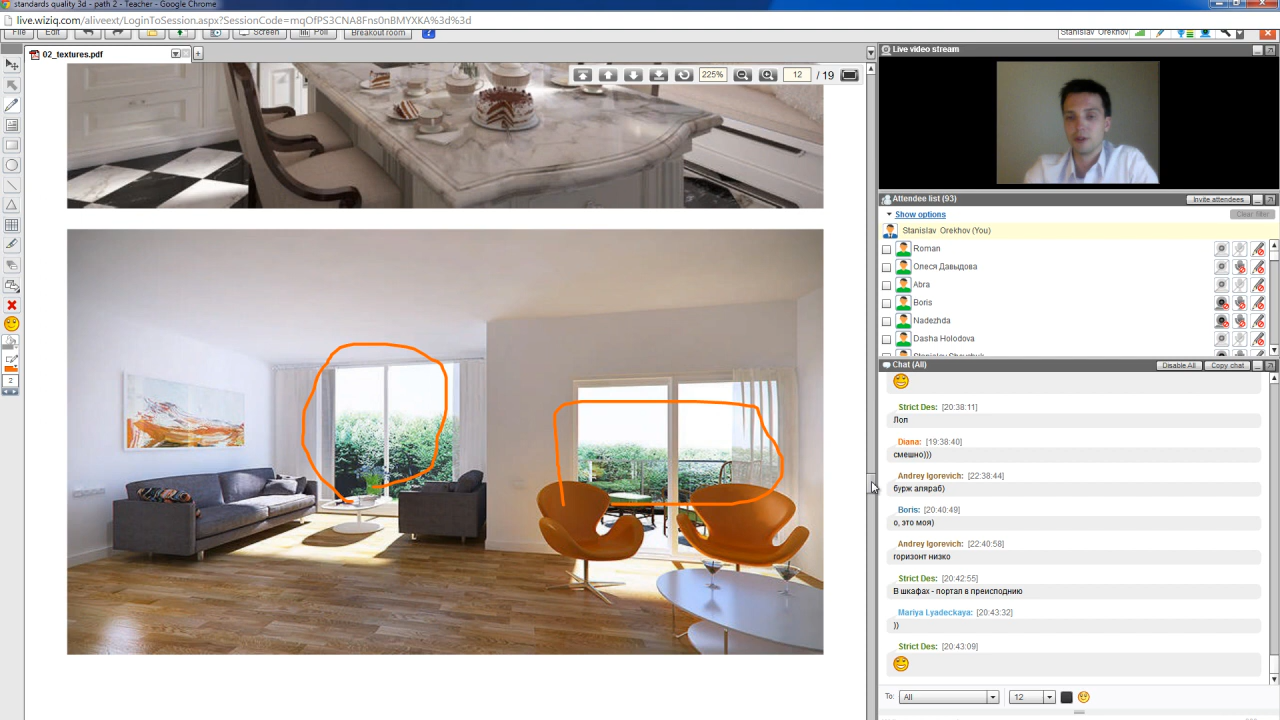 standards quality 3d - path 2 - Teacher - Google Chrome
live.wiziq.com/aliveext/LoginToSession.aspx?SessionCode=mqOfPS3CNA8Fns0nBMYXKA%3d%3d
File Edit Screen Poll Breakout room ? Stanislav Orekhov
02_textures.pdf
225% 12 / 19
Live video stream
Attendee list (93) Invite attendees
Show options Clear filter
Stanislav Orekhov (You)
Roman
Олеся Давыдова
Abra
Boris
Nadezhda
Dasha Holodova
Stanislav Shevchuk
Chat (All) Disable All Copy chat
Strict Des: [20:38:11]
Лол
Diana: [19:38:40]
смешно)))
Andrey Igorevich: [22:38:44]
бурж аляраб)
Boris: [20:40:49]
о, это моя)
Andrey Igorevich: [22:40:58]
горизонт низко
Strict Des: [20:42:55]
В шкафах - портал в преисподнию
Mariya Lyadeckaya: [20:43:32]
))
Strict Des: [20:43:09]
2
To: All 12